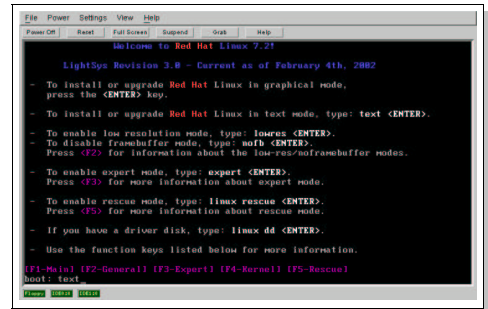 File Power Settings View Help
Power Off Reset Full Screen Suspend Grab Help
Welcome to Red Hat Linux 7.2!
LightSys Revision 3.0 - Current as of February 4th, 2002
- To install or upgrade Red Hat Linux in graphical mode,
press the <ENTER> key.
- To install or upgrade Red Hat Linux in text mode, type: text <ENTER>.
- To enable low resolution mode, type: lowres <ENTER>.
- To disable framebuffer mode, type: nofb <ENTER>.
Press <F2> for information about the low-res/noframebuffer modes.
- To enable expert mode, type: expert <ENTER>.
Press <F3> for more information about expert mode.
- To enable rescue mode, type: linux rescue <ENTER>.
Press <F5> for more information about rescue mode.
- If you have a driver disk, type: linux dd <ENTER>.
- Use the function keys listed below for more information.
[F1-Main] [F2-General] [F3-Expert] [F4-Kernel] [F5-Rescue]
boot: text_